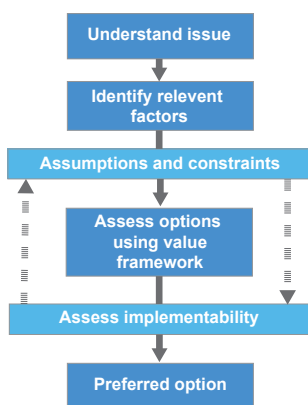 Understand issue
Identify relevent
factors
Assumptions and constraints
Assess options
using value
framework
Assess implementability
Preferred option